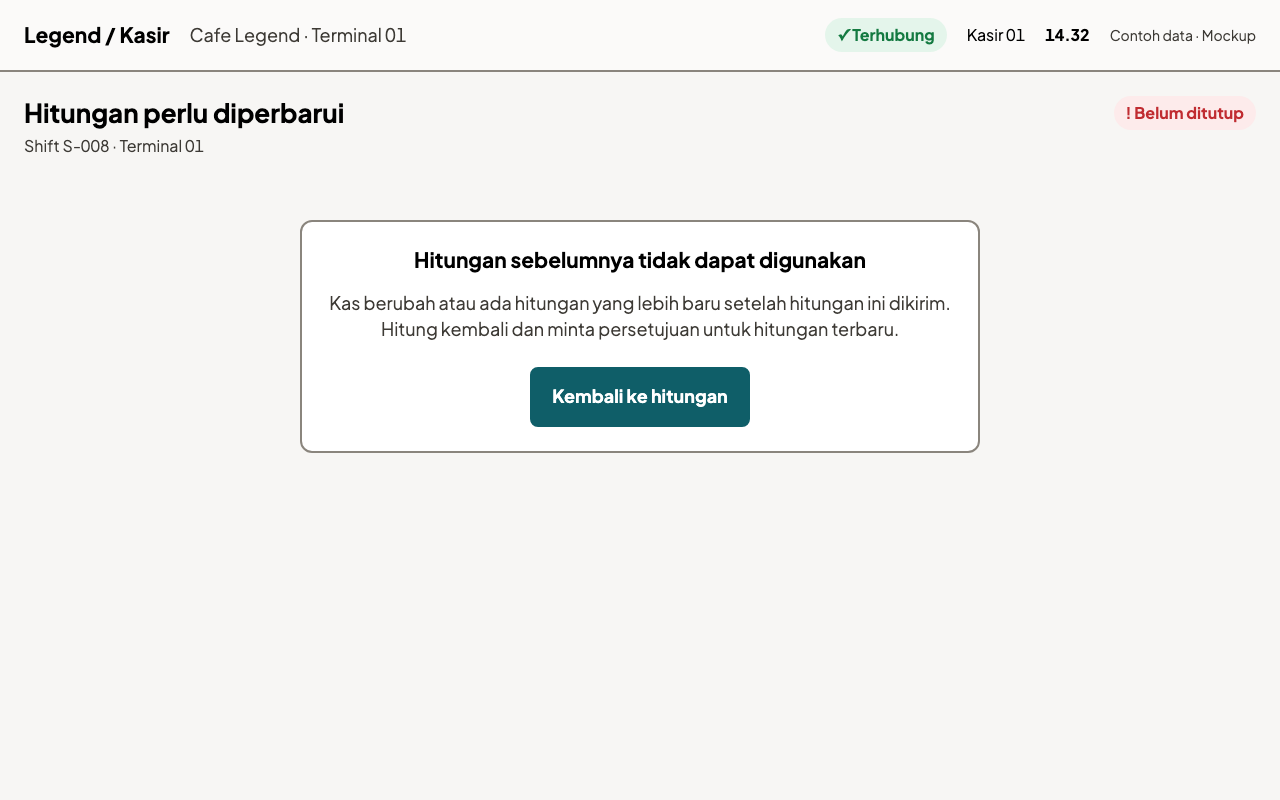 Legend / Kasir Cafe Legend · Terminal 01 ✓Terhubung Kasir 01 14.32 Contoh data · Mockup
Hitungan perlu diperbarui ! Belum ditutup
Shift S-008 · Terminal 01
Hitungan sebelumnya tidak dapat digunakan
Kas berubah atau ada hitungan yang lebih baru setelah hitungan ini dikirim.
Hitung kembali dan minta persetujuan untuk hitungan terbaru.
Kembali ke hitungan